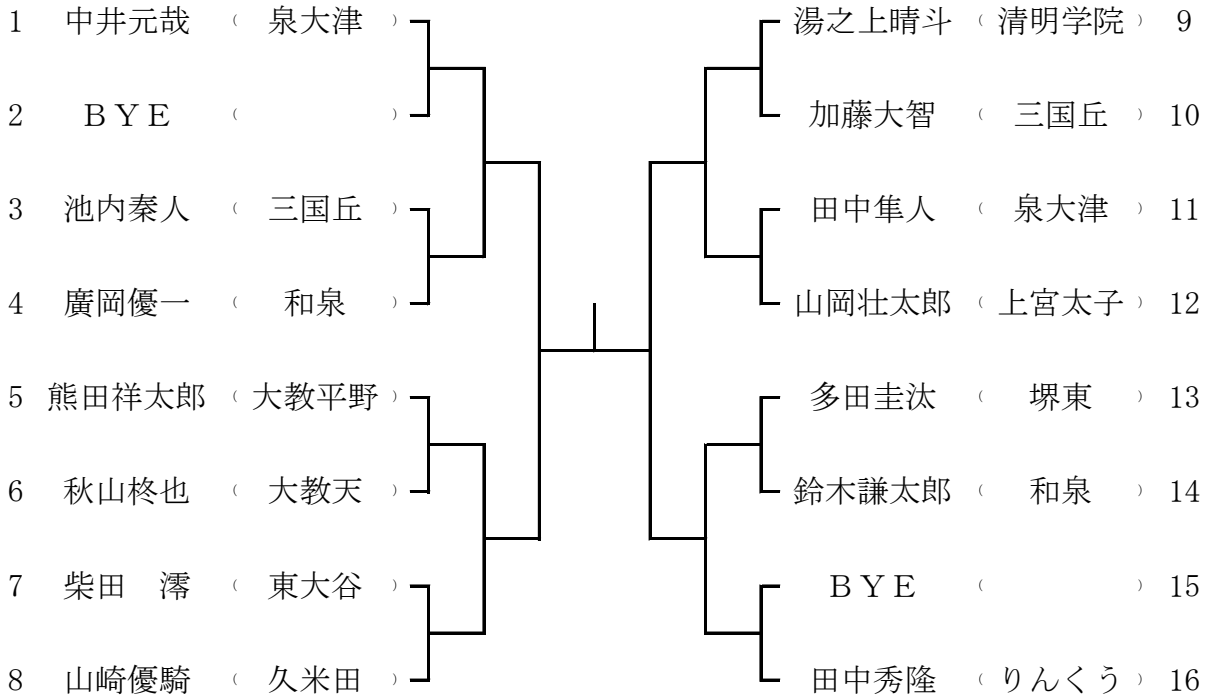 1 中井元哉 （ 泉大津 ）
2 ＢＹＥ （ ）
3 池内秦人 （ 三国丘 ）
4 廣岡優一 （ 和泉 ）
5 熊田祥太郎 （ 大教平野 ）
6 秋山柊也 （ 大教天 ）
7 柴田　澪 （ 東大谷 ）
8 山崎優騎 （ 久米田 ）
湯之上晴斗 （ 清明学院 ） 9
加藤大智 （ 三国丘 ） 10
田中隼人 （ 泉大津 ） 11
山岡壮太郎 （ 上宮太子 ） 12
多田圭汰 （ 堺東 ） 13
鈴木謙太郎 （ 和泉 ） 14
ＢＹＥ （ ） 15
田中秀隆 （ りんくう ） 16